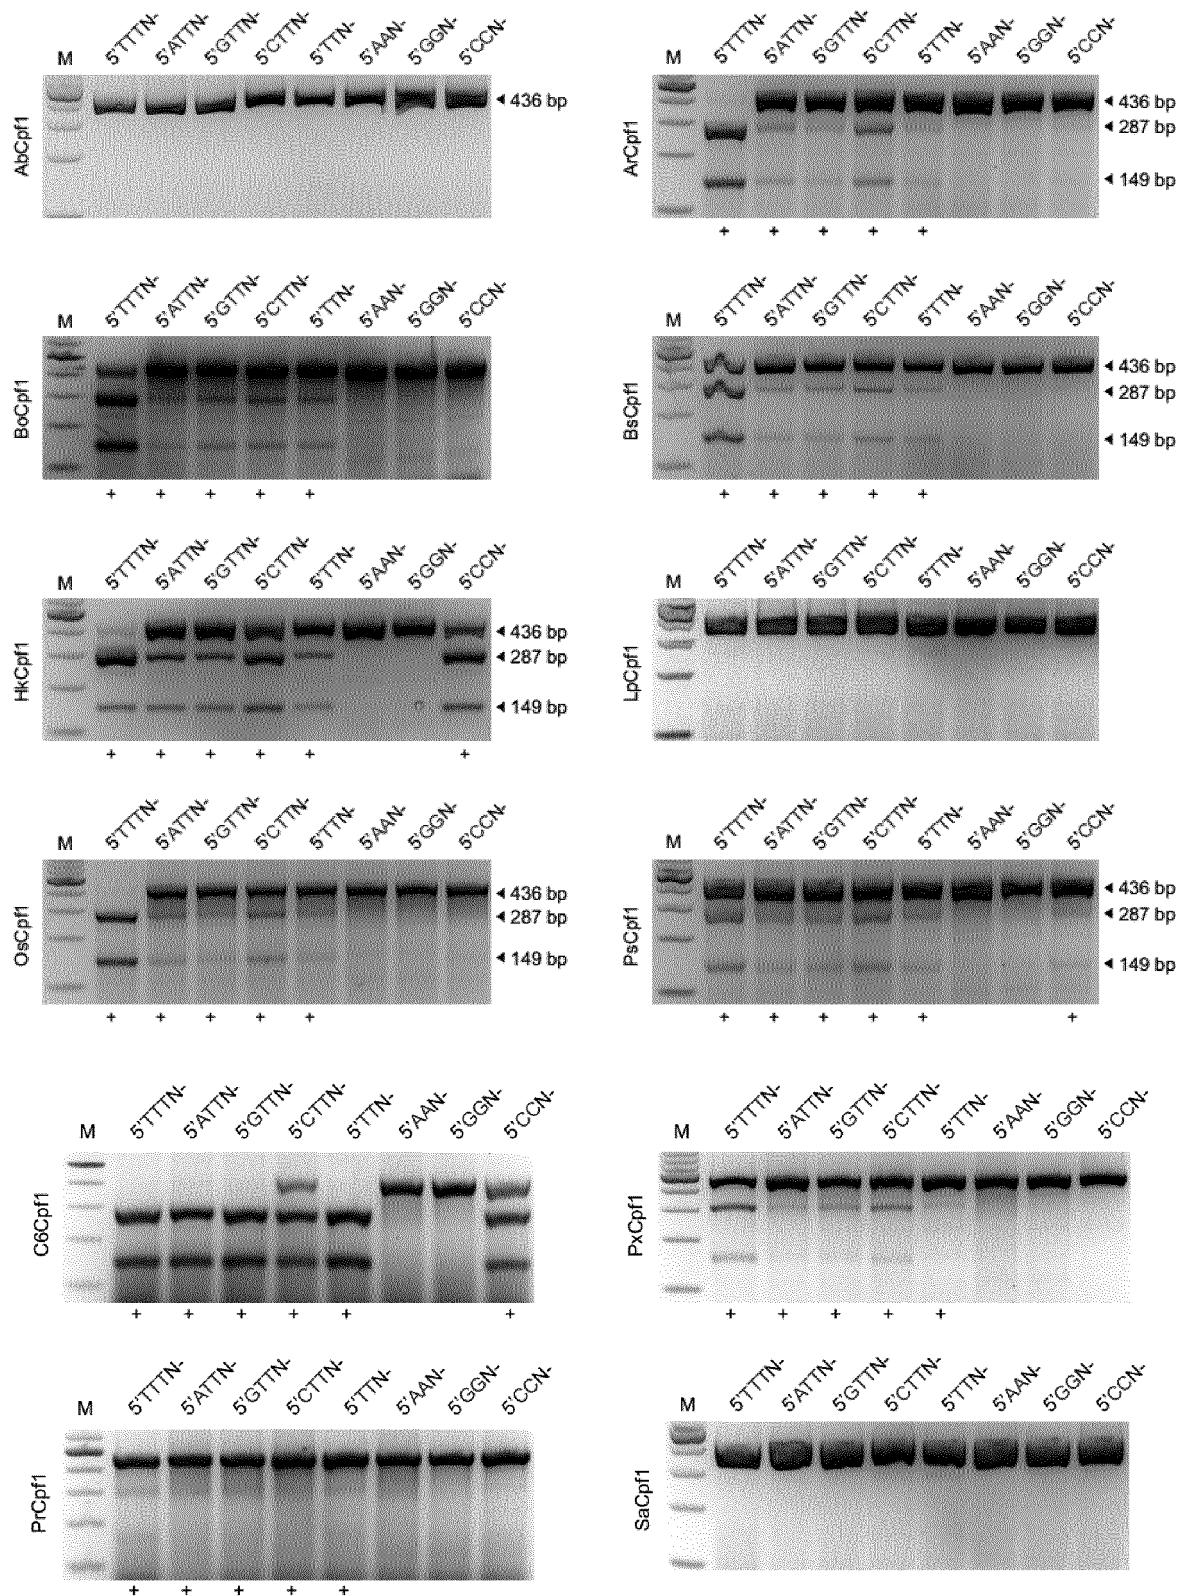 M 5'TTTN- 5'ATTN- 5'GTTN- 5'CTTN- 5'TTN- 5'AAN- 5'GGN- 5'CCN-
AbCpf1
436 bp
M 5'TTTN- 5'ATTN- 5'GTTN- 5'CTTN- 5'TTN- 5'AAN- 5'GGN- 5'CCN-
ArCpf1
436 bp
287 bp
149 bp
+ + + + +
M 5'TTTN- 5'ATTN- 5'GTTN- 5'CTTN- 5'TTN- 5'AAN- 5'GGN- 5'CCN-
BoCpf1
+ + + + +
M 5'TTTN- 5'ATTN- 5'GTTN- 5'CTTN- 5'TTN- 5'AAN- 5'GGN- 5'CCN-
BsCpf1
436 bp
287 bp
149 bp
+ + + + +
M 5'TTTN- 5'ATTN- 5'GTTN- 5'CTTN- 5'TTN- 5'AAN- 5'GGN- 5'CCN-
HkCpf1
436 bp
287 bp
149 bp
+ + + + + +
M 5'TTTN- 5'ATTN- 5'GTTN- 5'CTTN- 5'TTN- 5'AAN- 5'GGN- 5'CCN-
LpCpf1
M 5'TTTN- 5'ATTN- 5'GTTN- 5'CTTN- 5'TTN- 5'AAN- 5'GGN- 5'CCN-
OsCpf1
436 bp
287 bp
149 bp
+ + + + +
M 5'TTTN- 5'ATTN- 5'GTTN- 5'CTTN- 5'TTN- 5'AAN- 5'GGN- 5'CCN-
PsCpf1
436 bp
287 bp
149 bp
+ + + + + +
M 5'TTTN- 5'ATTN- 5'GTTN- 5'CTTN- 5'TTN- 5'AAN- 5'GGN- 5'CCN-
C6Cpf1
+ + + + + +
M 5'TTTN- 5'ATTN- 5'GTTN- 5'CTTN- 5'TTN- 5'AAN- 5'GGN- 5'CCN-
PxCpf1
+ + + + +
M 5'TTTN- 5'ATTN- 5'GTTN- 5'CTTN- 5'TTN- 5'AAN- 5'GGN- 5'CCN-
PrCpf1
+ + + + +
M 5'TTTN- 5'ATTN- 5'GTTN- 5'CTTN- 5'TTN- 5'AAN- 5'GGN- 5'CCN-
SaCpf1